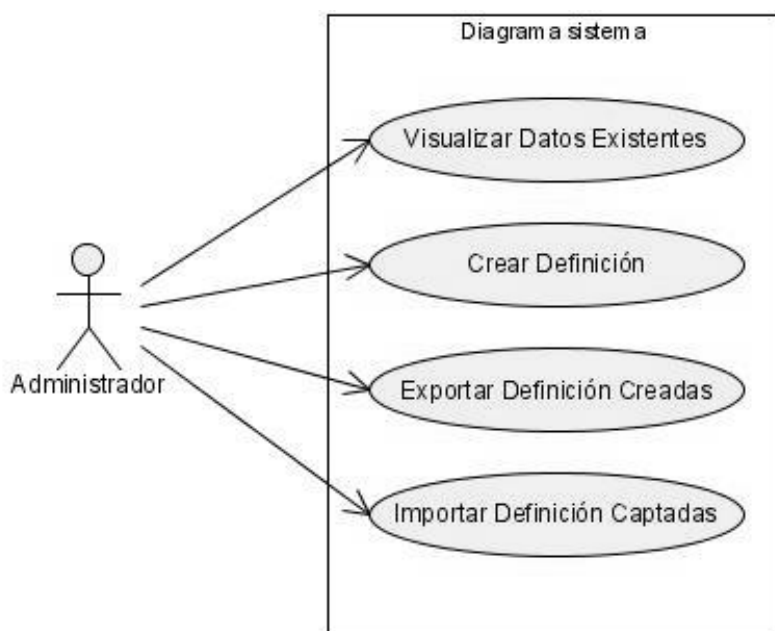 Diagrama sistema
Visualizar Datos Existentes
Crear Definición
Exportar Definición Creadas
Importar Definición Captadas
Administrador